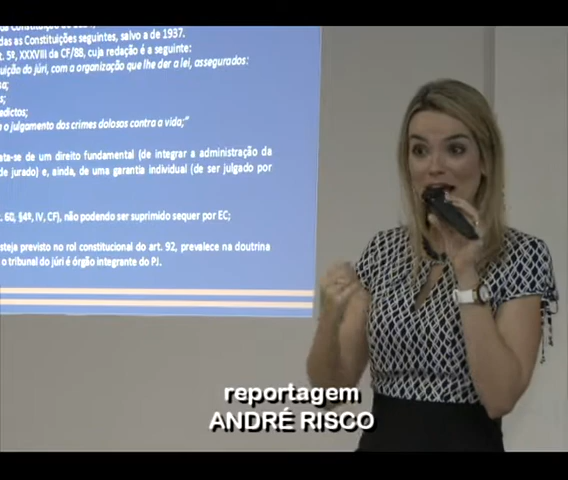 das as Constituições seguintes, salvo a de 1937.
t. 5º, XXXVIII da CF/88, cuja redação é a seguinte:
uição do júri, com a organização que lhe der a lei, assegurados:
sa;
s;
edictos;
o julgamento dos crimes dolosos contra a vida;"
ata-se de um direito fundamental (de integrar a administração da
de jurado) e, ainda, de uma garantia individual (de ser julgado por
t. 60, §4º, IV, CF), não podendo ser suprimido sequer por EC;
steja previsto no rol constitucional do art. 92, prevalece na doutrina
o tribunal do júri é órgão integrante do PJ.
reportagem
ANDRÉ RISCO